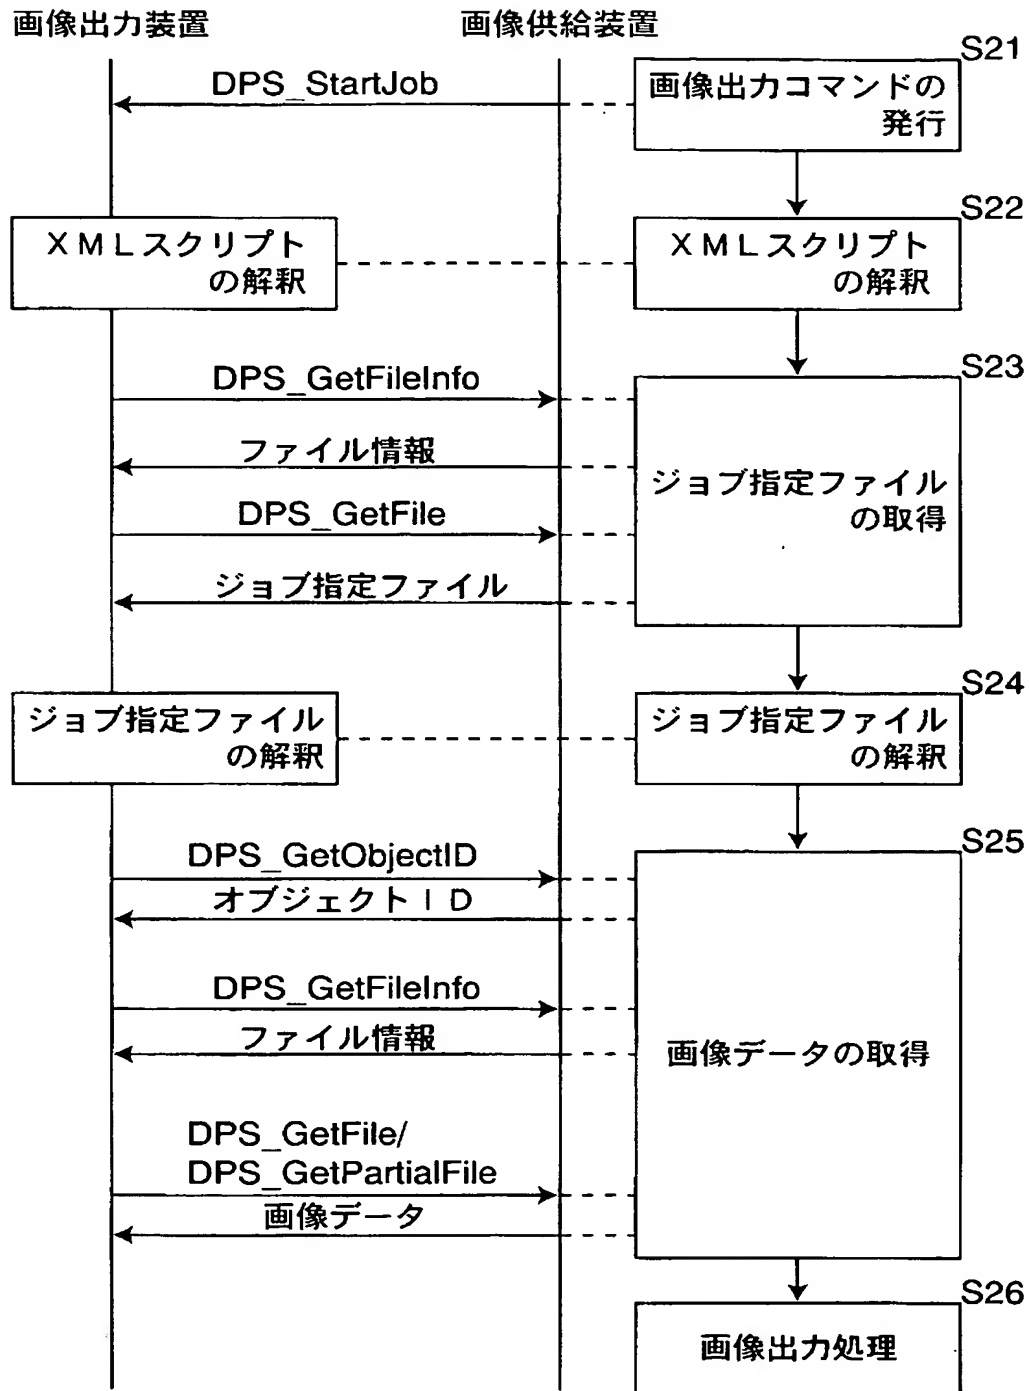 画像出力装置
画像供給装置
S21
DPS_StartJob
画像出力コマンドの
発行
S22
XMLスクリプト
の解釈
XMLスクリプト
の解釈
S23
DPS_GetFileInfo
ファイル情報
DPS_GetFile
ジョブ指定ファイル
ジョブ指定ファイル
の取得
S24
ジョブ指定ファイル
の解釈
ジョブ指定ファイル
の解釈
S25
DPS_GetObjectID
オブジェクトID
DPS_GetFileInfo
ファイル情報
画像データの取得
DPS_GetFile/
DPS_GetPartialFile
画像データ
S26
画像出力処理